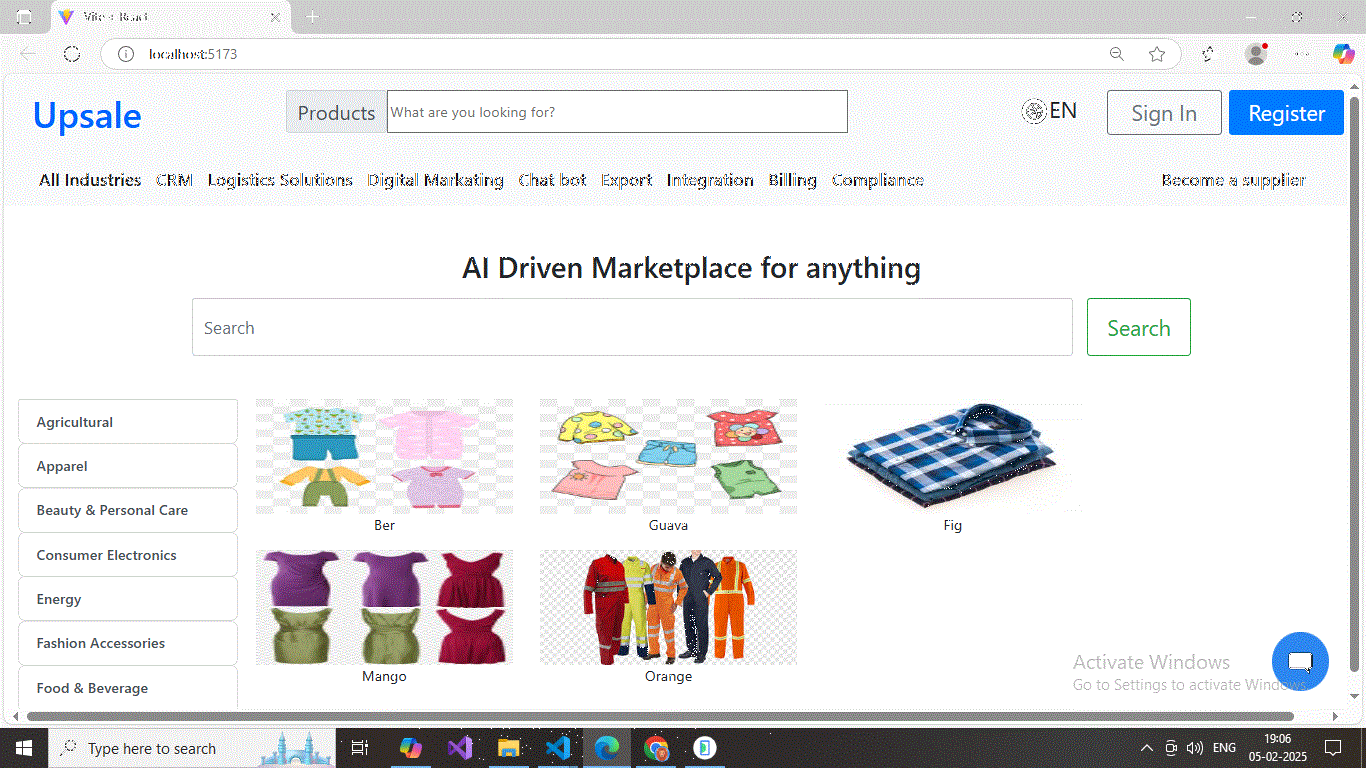 Vite + React
localhost:5173
Upsale
Products
What are you looking for?
EN
Sign In
Register
All Industries CRM Logistics Solutions Digital Markating Chat bot Export Integration Billing Compliance Become a supplier
AI Driven Marketplace for anything
Search
Search
Agricultural
Apparel
Beauty & Personal Care
Consumer Electronics
Energy
Fashion Accessories
Food & Beverage
Ber
Guava
Fig
Mango
Orange
Activate Windows
Go to Settings to activate Windows.
Type here to search
ENG
19:06
05-02-2025